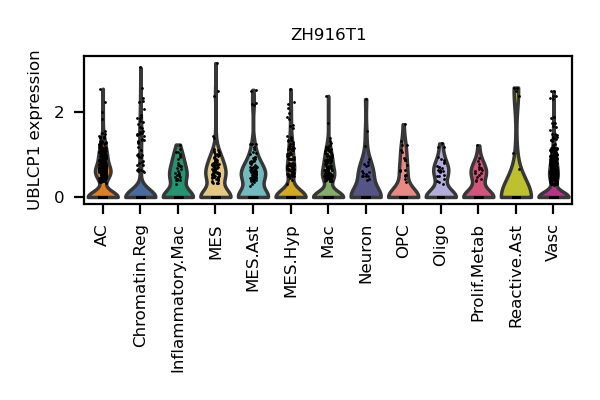 ZH916T1
UBLCP1 expression
2
0
AC
Chromatin.Reg
Inflammatory.Mac
MES
MES.Ast
MES.Hyp
Mac
Neuron
OPC
Oligo
Prolif.Metab
Reactive.Ast
Vasc